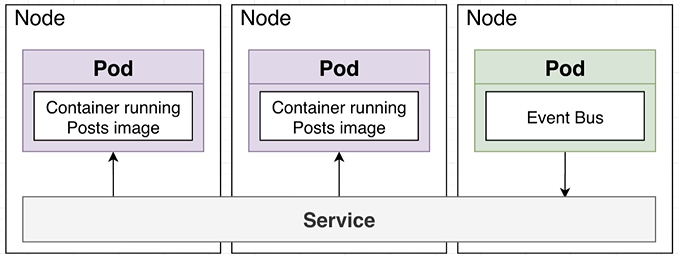 Node
Pod
Container running
Posts image
Node
Pod
Container running
Posts image
Node
Pod
Event Bus
Service